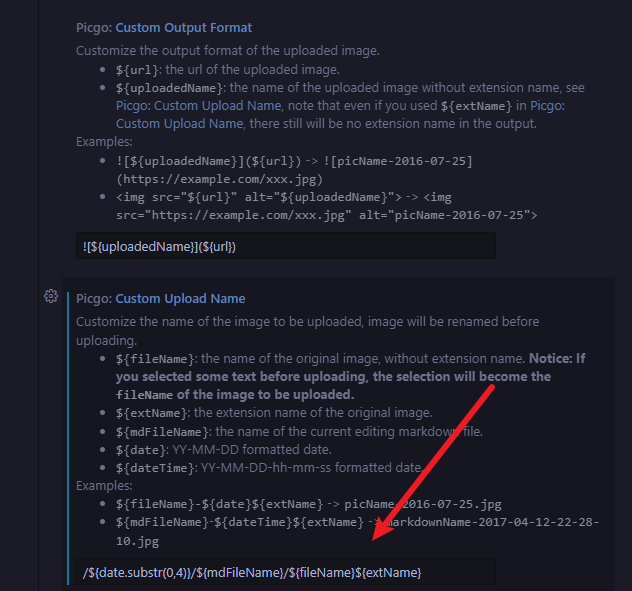 Picgo: Custom Output Format
Customize the output format of the uploaded image.
• ${url}: the url of the uploaded image.
• ${uploadedName}: the name of the uploaded image without extension name, see
Picgo: Custom Upload Name, note that even if you used ${extName} in Picgo:
Custom Upload Name, there still will be no extension name in the output.
Examples:
• ![${uploadedName}](${url}) -> ![picName-2016-07-25]
(https://example.com/xxx.jpg)
• <img src="${url}" alt="${uploadedName}"> -> <img
src="https://example.com/xxx.jpg" alt="picName-2016-07-25">
![${uploadedName}](${url})
Picgo: Custom Upload Name
Customize the name of the image to be uploaded, image will be renamed before
uploading.
• ${fileName}: the name of the original image, without extension name. Notice: If
you selected some text before uploading, the selection will become the
fileName of the image to be uploaded.
• ${extName}: the extension name of the original image.
• ${mdFileName}: the name of the current editing markdown file.
• ${date}: YY-MM-DD formatted date.
• ${dateTime}: YY-MM-DD-hh-mm-ss formatted date.
Examples:
• ${fileName}-${date}${extName} -> picName-2016-07-25.jpg
• ${mdFileName}-${dateTime}${extName} -> markdownName-2017-04-12-22-28-
10.jpg
/${date.substr(0,4)}/${mdFileName}/${fileName}${extName}